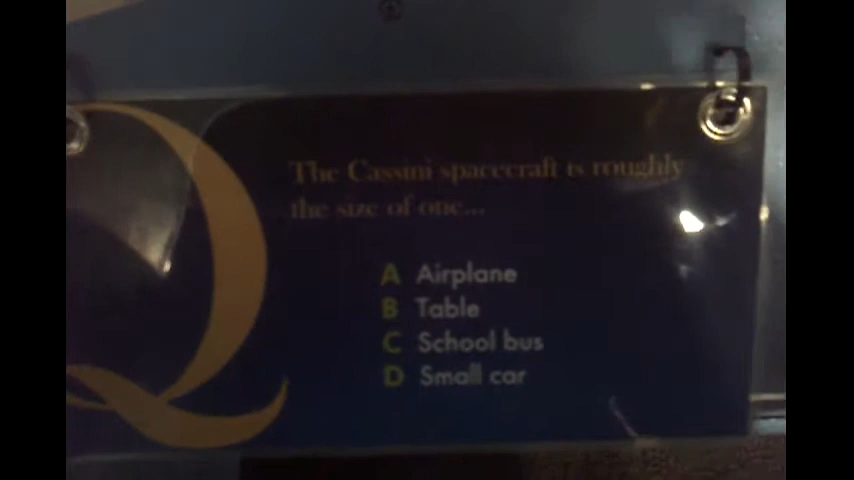 Q
The Cassini spacecraft is roughly
the size of one...
A Airplane
B Table
C School bus
D Small car